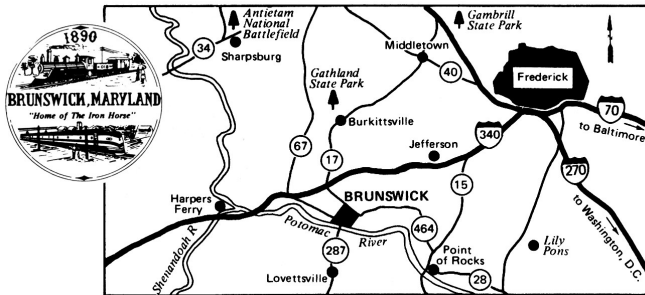 1890
BRUNSWICK, MARYLAND
"Home of The Iron Horse"
Antietam
National
Battlefield
34
Sharpsburg
Gambrill
State Park
Middletown
40
Frederick
Gathland
State Park
70
to Baltimore
67
Burkittsville
17
Jefferson
340
270
15
to Washington, D.C.
Harpers
Ferry
BRUNSWICK
Potomac
River
464
287
Shenandoah R
Lovettsville
Point
of Rocks
28
Lily
Pons